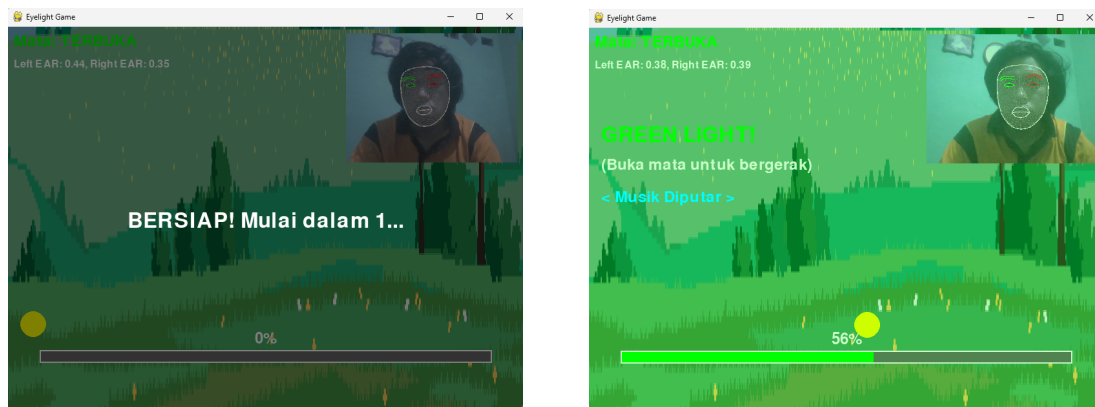 Eyelight Game
Mata: TERBUKA
Left EAR: 0.44, Right EAR: 0.35
BERSIAP! Mulai dalam 1...
0%
Eyelight Game
Mata: TERBUKA
Left EAR: 0.38, Right EAR: 0.39
GREEN LIGHT!
(Buka mata untuk bergerak)
< Musik Diputar >
56%